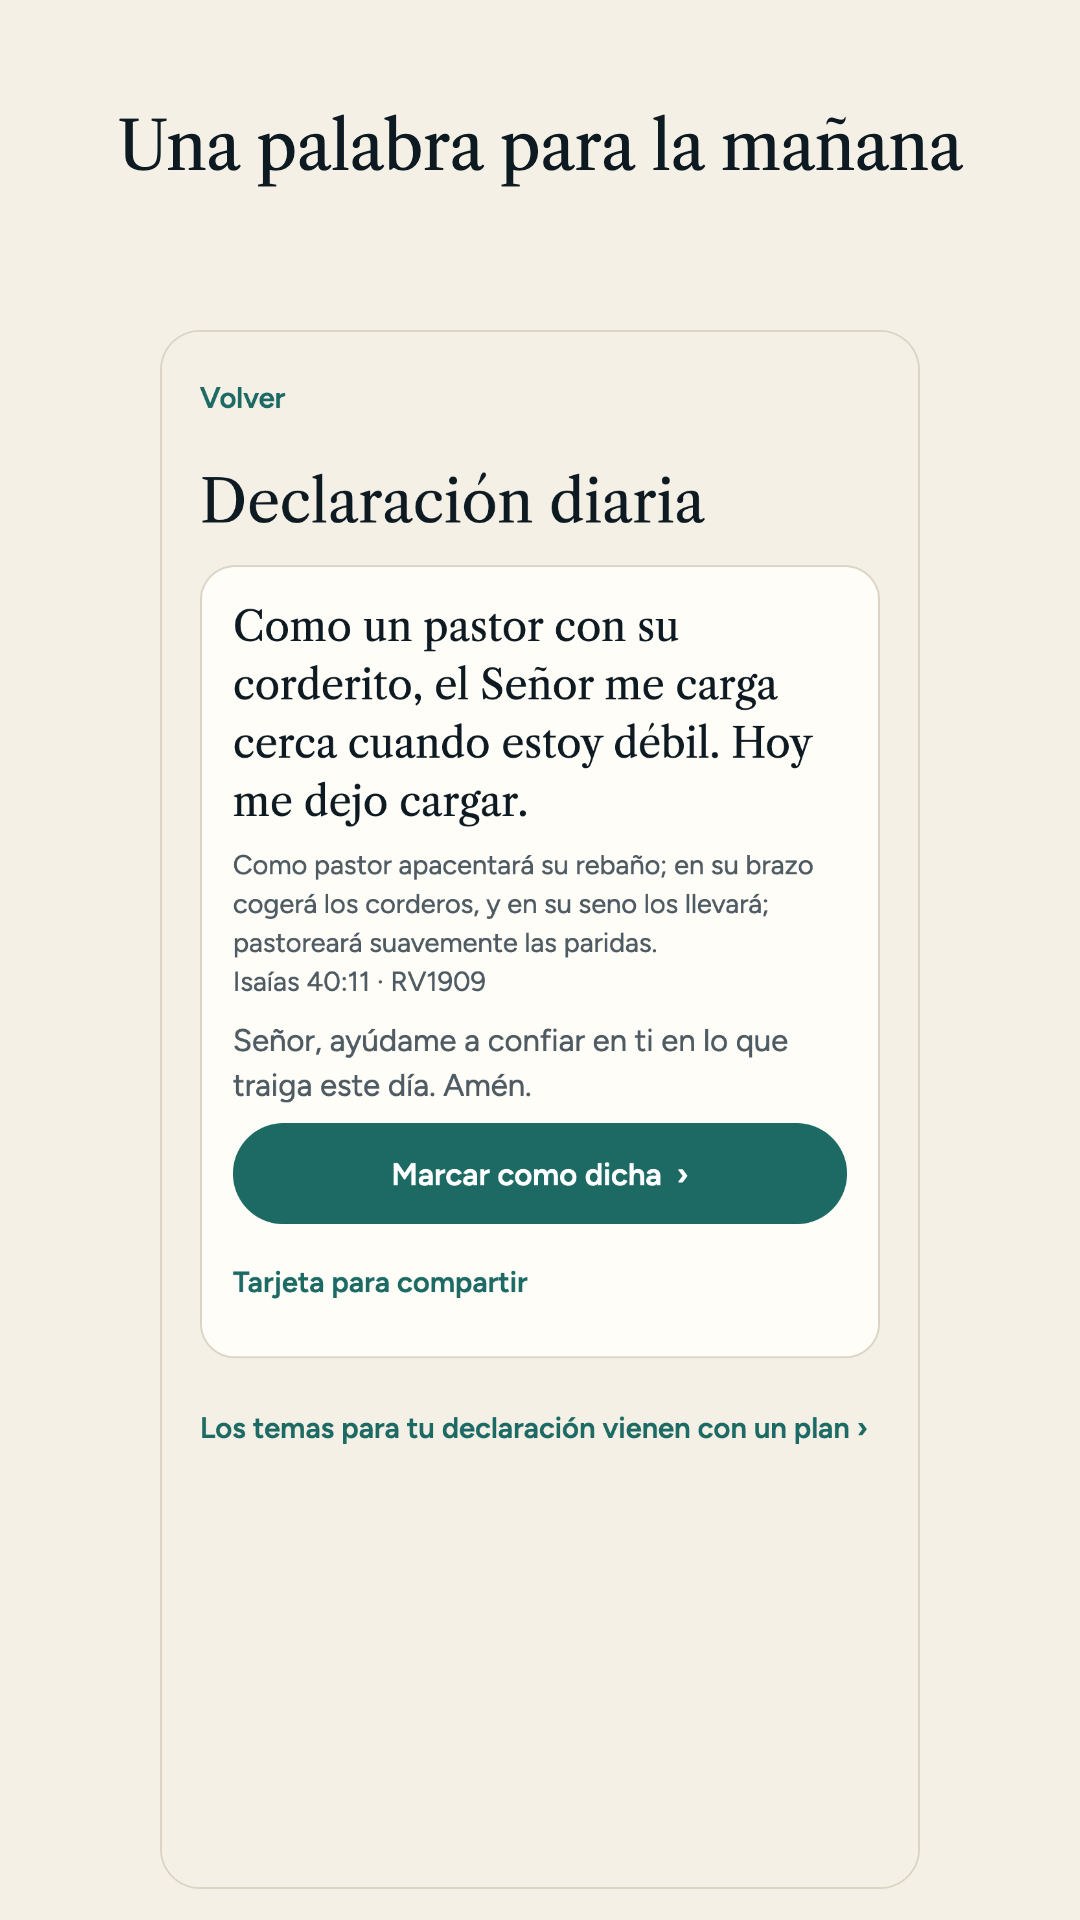 Una palabra para la mañana
Volver
Declaración diaria
Como un pastor con su
corderito, el Señor me carga
cerca cuando estoy débil. Hoy
me dejo cargar.
Como pastor apacentará su rebaño; en su brazo
cogerá los corderos, y en su seno los llevará;
pastoreará suavemente las paridas.
Isaías 40:11 · RV1909
Señor, ayúdame a confiar en ti en lo que
traiga este día. Amén.
Marcar como dicha ›
Tarjeta para compartir
Los temas para tu declaración vienen con un plan ›